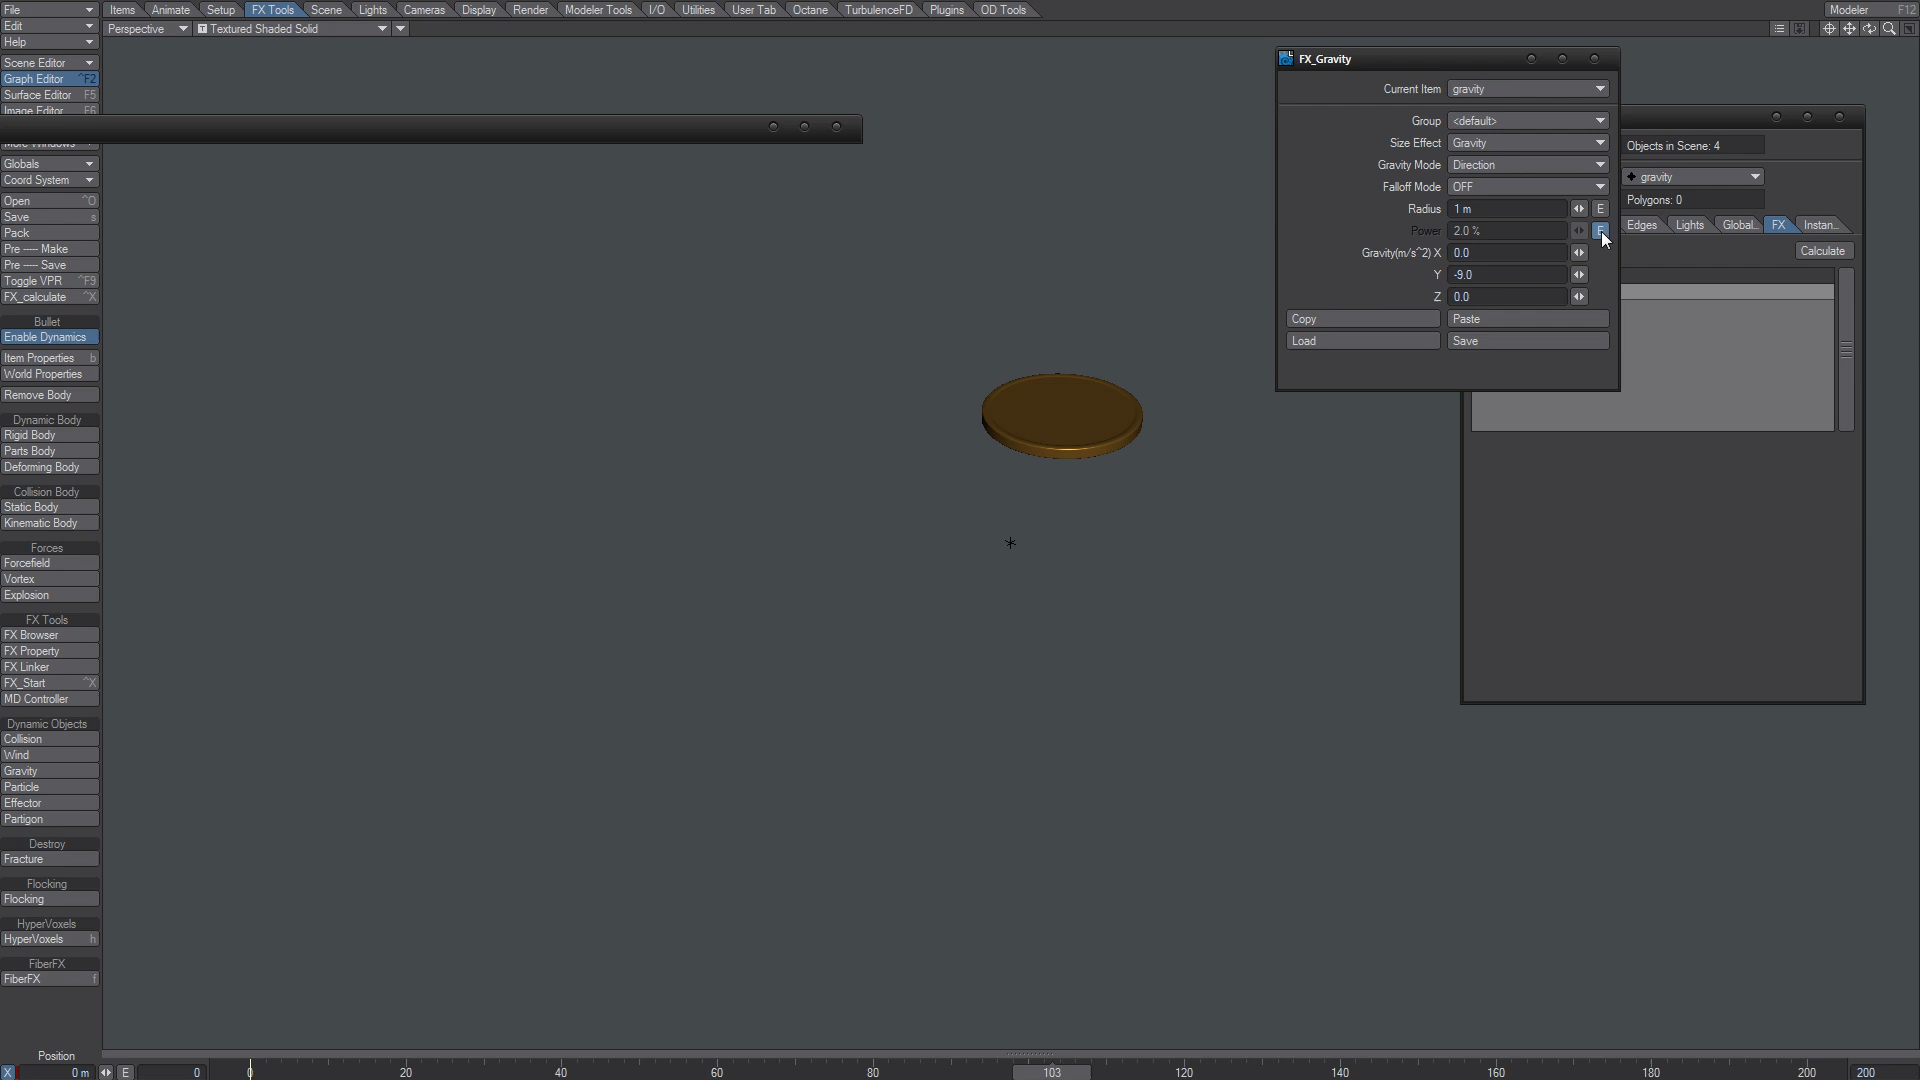 File
Items Animate Setup FX Tools Scene Lights Cameras Display Render Modeler Tools I/O Utilities User Tab Octane TurbulenceFD Plugins OD Tools
Modeler F12
Edit
Perspective
T Textured Shaded Solid
Help
Scene Editor
Graph Editor ^F2
Surface Editor F5
Image Editor F6
Globals
Coord System
Open ^O
Save s
Pack
Pre ---- Make
Pre ---- Save
Toggle VPR ^F9
FX_calculate ^X
Bullet
Enable Dynamics
Item Properties b
World Properties
Remove Body
Dynamic Body
Rigid Body
Parts Body
Deforming Body
Collision Body
Static Body
Kinematic Body
Forces
Forcefield
Vortex
Explosion
FX Tools
FX Browser
FX Property
FX Linker
FX_Start ^X
MD Controller
Dynamic Objects
Collision
Wind
Gravity
Particle
Effector
Partigon
Destroy
Fracture
Flocking
Flocking
HyperVoxels
HyperVoxels h
FiberFX
FiberFX f
FX_Gravity
Current Item gravity
Group <default>
Size Effect Gravity
Gravity Mode Direction
Falloff Mode OFF
Radius 1 m E
Power 2.0 % E
Gravity(m/s^2) X 0.0
Y -9.0
Z 0.0
Copy Paste
Load Save
Objects in Scene: 4
gravity
Polygons: 0
Edges Lights Global... FX Instan...
Calculate
Position
X 0 m E 0
0 20 40 60 80 103 120 140 160 180 200 200